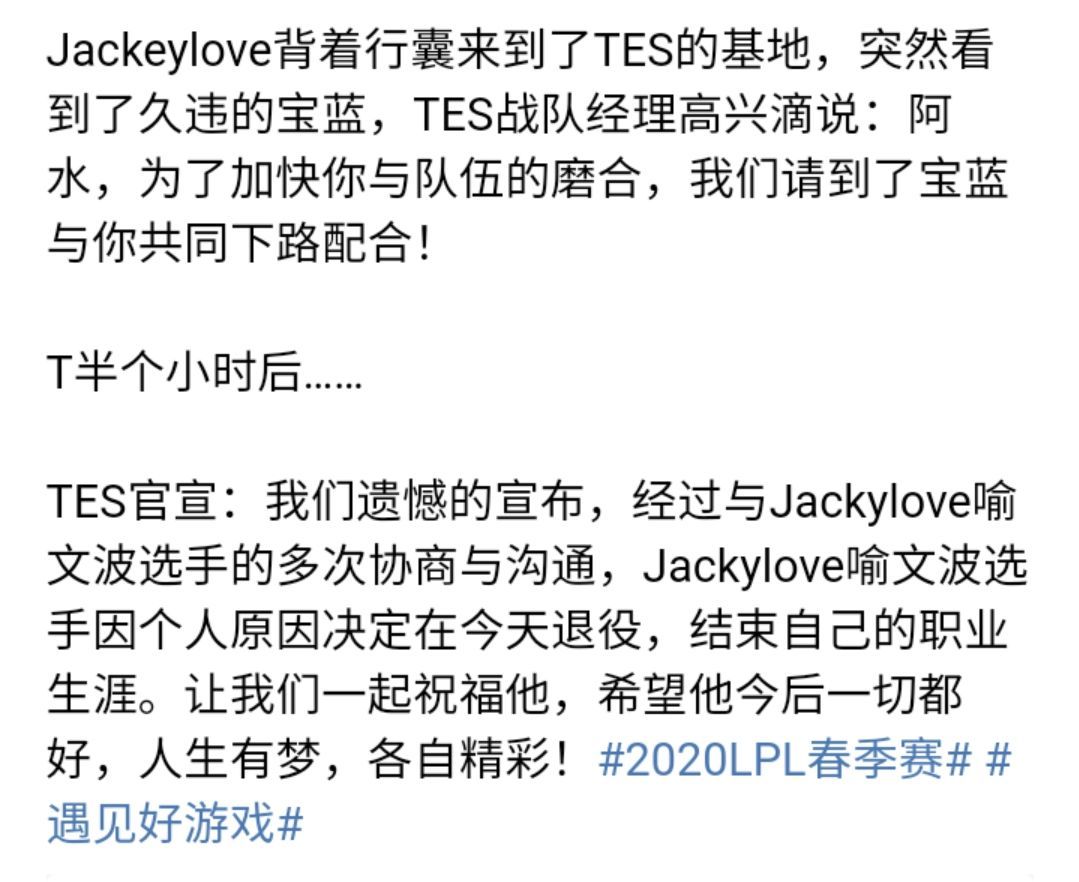 Jackeylove背着行囊来到了TES的基地，突然看
到了久违的宝蓝，TES战队经理高兴滴说：阿
水，为了加快你与队伍的磨合，我们请到了宝蓝
与你共同下路配合！
T半个小时后……
TES官宣：我们遗憾的宣布，经过与Jackylove喻
文波选手的多次协商与沟通，Jackylove喻文波选
手因个人原因决定在今天退役，结束自己的职业
生涯。让我们一起祝福他，希望他今后一切都
好，人生有梦，各自精彩！#2020LPL春季赛# #
遇见好游戏#